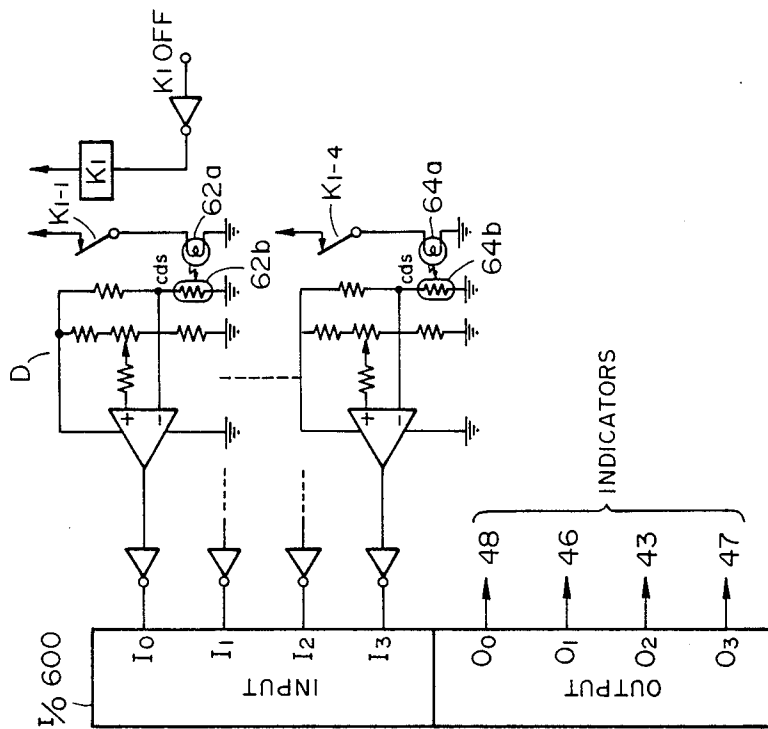 K1 OFF
K1
K1-1
62a
cds
62b
D
K1-4
64a
cds
64b
+
−
+
−
I/O 600
I0
I1
I2
I3
INPUT
O0
O1
O2
O3
OUTPUT
48
46
43
47
INDICATORS